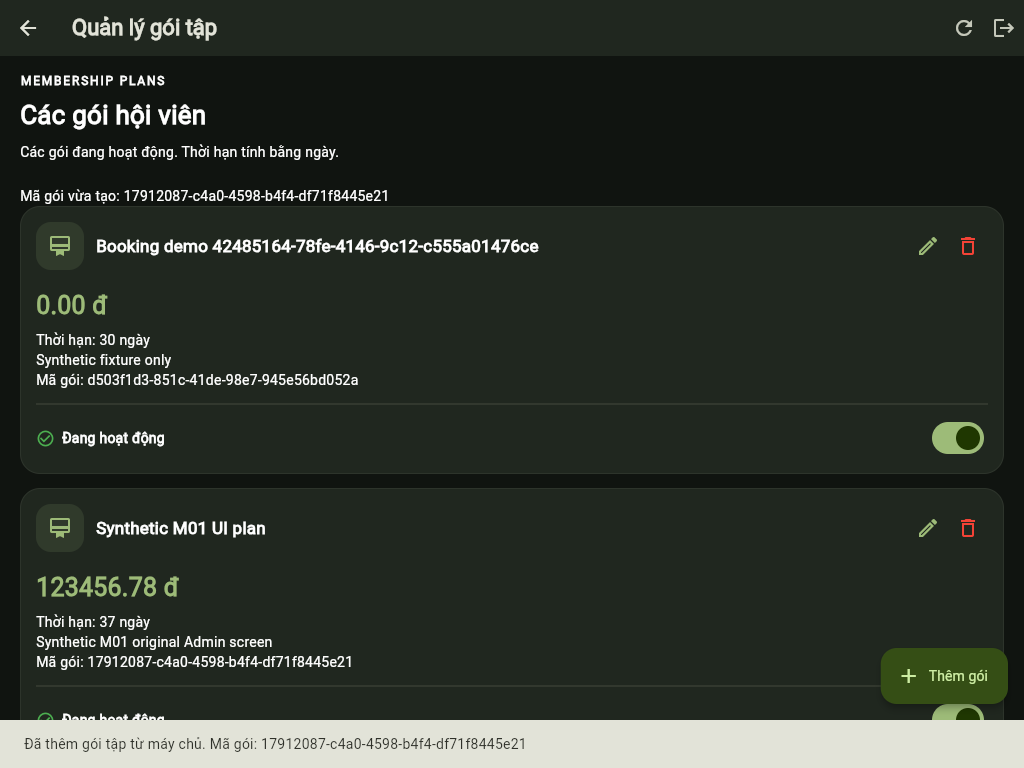 Quản lý gói tập
MEMBERSHIP PLANS
Các gói hội viên
Các gói đang hoạt động. Thời hạn tính bằng ngày.
Mã gói vừa tạo: 17912087-c4a0-4598-b4f4-df71f8445e21
Booking demo 42485164-78fe-4146-9c12-c555a01476ce
0.00 đ
Thời hạn: 30 ngày
Synthetic fixture only
Mã gói: d503f1d3-851c-41de-98e7-945e56bd052a
Đang hoạt động
Synthetic M01 UI plan
123456.78 đ
Thời hạn: 37 ngày
Synthetic M01 original Admin screen
Mã gói: 17912087-c4a0-4598-b4f4-df71f8445e21
Thêm gói
Đang hoạt động
Đã thêm gói tập từ máy chủ. Mã gói: 17912087-c4a0-4598-b4f4-df71f8445e21